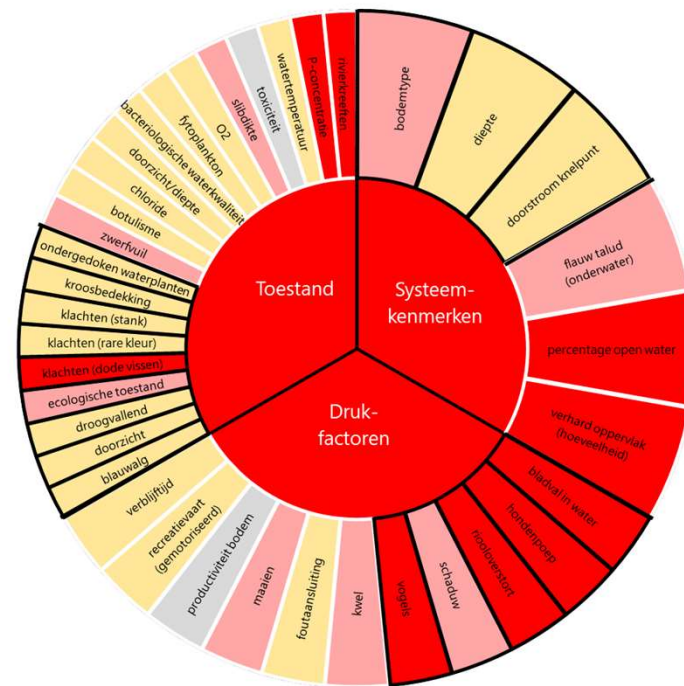 Toestand
Systeem-
kenmerken
Druk-
factoren
bodemtype
diepte
doorstroom knelpunt
flauw talud
(onderwater)
percentage open water
verhard oppervlak
(hoeveelheid)
bladval in water
hondenpoep
riooloverstort
schaduw
vogels
kwel
foutaansluiting
maaien
productiviteit bodem
recreatievaart
(gemotoriseerd)
verblijftijd
blauwalg
doorzicht
droogvallend
ecologische toestand
klachten (dode vissen)
klachten (rare kleur)
klachten (stank)
kroosbedekking
ondergedoken waterplanten
zwerfvuil
botulisme
chloride
doorzicht/diepte
bacteriologische waterkwaliteit
fytoplankton
O2
slibdikte
toxiciteit
watertemperatuur
P-concentratie
rivierkreeften